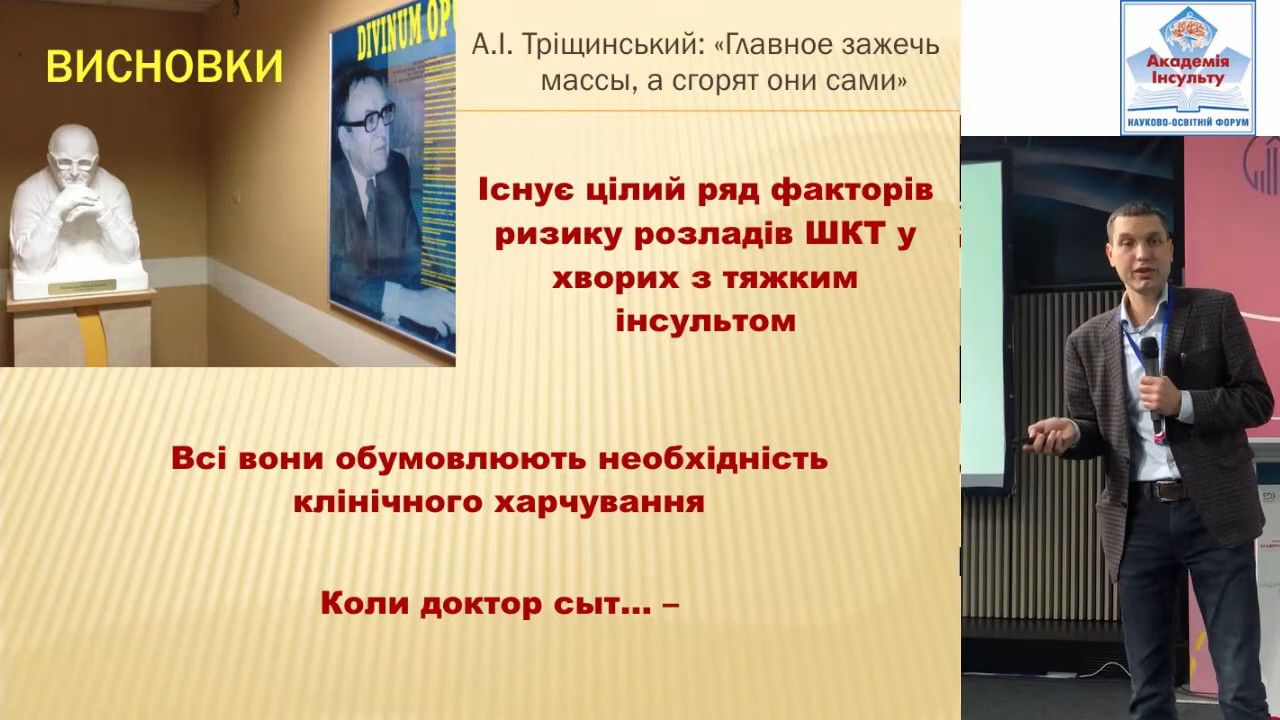 ВИСНОВКИ
DIVINUM OPU
А.І. Тріщинський: «Главное зажечь
массы, а сгорят они сами»
Існує цілий ряд факторів
ризику розладів ШКТ у
хворих з тяжким
інсультом
Всі вони обумовлюють необхідність
клінічного харчування
Коли доктор сыт... –
Академія
Інсульту
НАУКОВО-ОСВІТНІЙ ФОРУМ